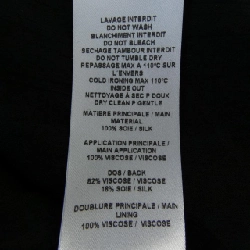 LAVAGE INTERDIT
DO NOT WASH
BLANCHIMENT INTERDIT
DO NOT BLEACH
SECHAGE TAMBOUR INTERDIT
DO NOT TUMBLE DRY
REPASSAGE MAX A 110°C SUR
L'ENVERS
COLD IRONING MAX (110°C
INSIDE OUT
NETTOYAGE A SEC P DOUX
DRY CLEAN P GENTLE
MATIERE PRINCIPALE / MAIN
MATERIAL
100% SOIE / SILK
APPLICATION PRINCIPALE /
MAIN APPLICATION
100% VISCOSE / VISCOSE
DOS / BACK
82% VISCOSE / VISCOSE
18% SOIE / SILK
DOUBLURE PRINCIPALE / MAIN
LINING
100% VISCOSE / VISCOSE